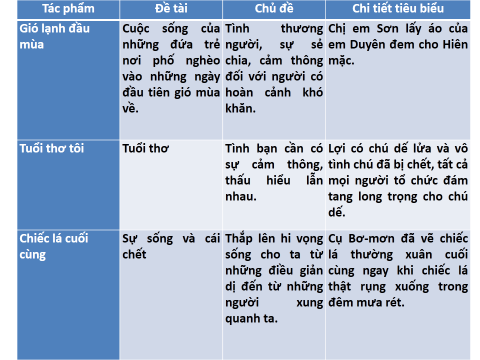 Tác phẩm
Đề tài
Chủ đề
Chi tiết tiêu biểu
Gió lạnh đầu
mùa
Cuộc sống của
những đứa trẻ
nơi phố nghèo
vào những ngày
đầu tiên gió mùa
về.
Tình thương
người, sự sẻ
chia, cảm thông
đối với người có
hoàn cảnh khó
khăn.
Chị em Sơn lấy áo của
em Duyên đem cho Hiên
mặc.
Tuổi thơ tôi
Tuổi thơ
Tình bạn cần có
sự cảm thông,
thấu hiểu lẫn
nhau.
Lợi có chú dế lửa và vô
tình chú đã bị chết, tất cả
mọi người tổ chức đám
tang long trọng cho chú
dế.
Chiếc lá cuối
cùng
Sự sống và cái
chết
Thắp lên hi vọng
sống cho ta từ
những điều giản
dị đến từ những
người xung
quanh ta.
Cụ Bơ-mơn đã vẽ chiếc
lá thường xuân cuối
cùng ngay khi chiếc lá
thật rụng xuống trong
đêm mưa rét.